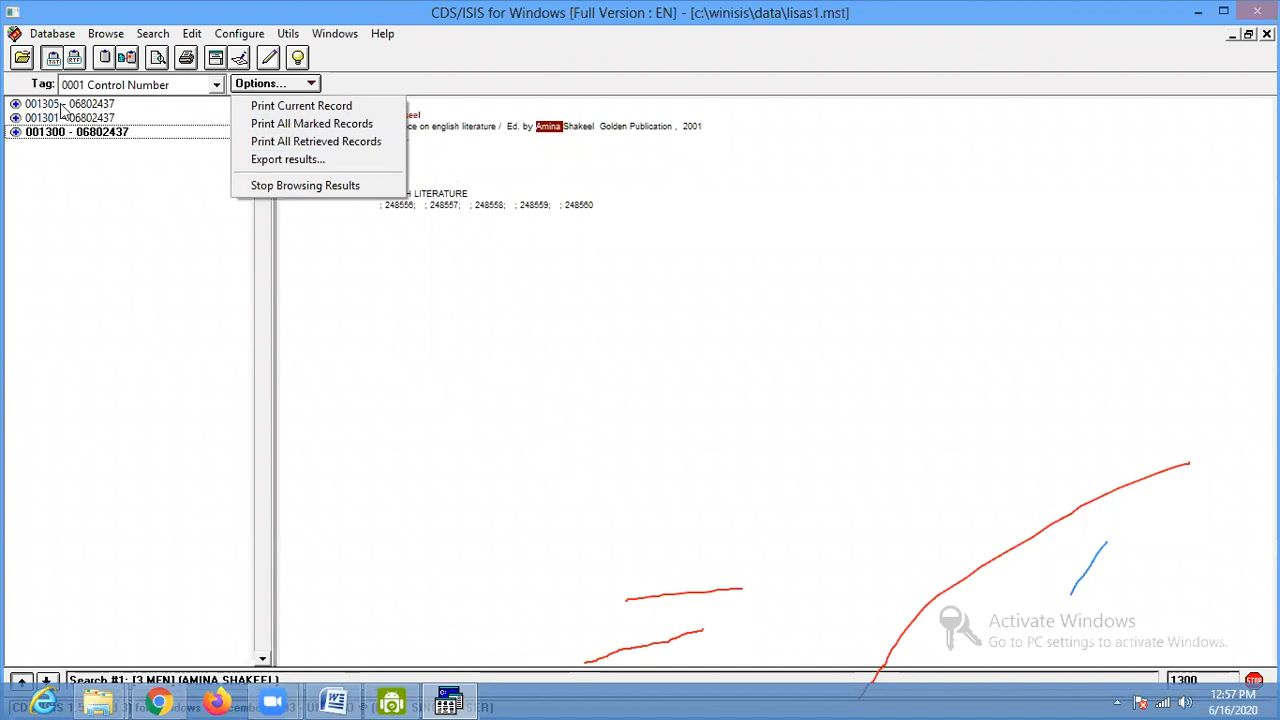 CDS/ISIS for Windows [Full Version : EN] - [c:\winisis\data\lisas1.mst]
Database Browse Search Edit Configure Utils Windows Help
Tag: 0001 Control Number Options...
001305 - 06802437
001301 - 06802437
001300 - 06802437
Print Current Record
Print All Marked Records
Print All Retrieved Records
Export results...
Stop Browsing Results
on english literature / Ed. by Amina Shakeel Golden Publication , 2001
LITERATURE
; 248556; ; 248557; ; 248558; ; 248559; ; 248560
Activate Windows
Go to PC settings to activate Windows.
Search #1: [3 MFN] (AMINA SHAKEEL)
1300
STOP
12:57 PM
6/16/2020